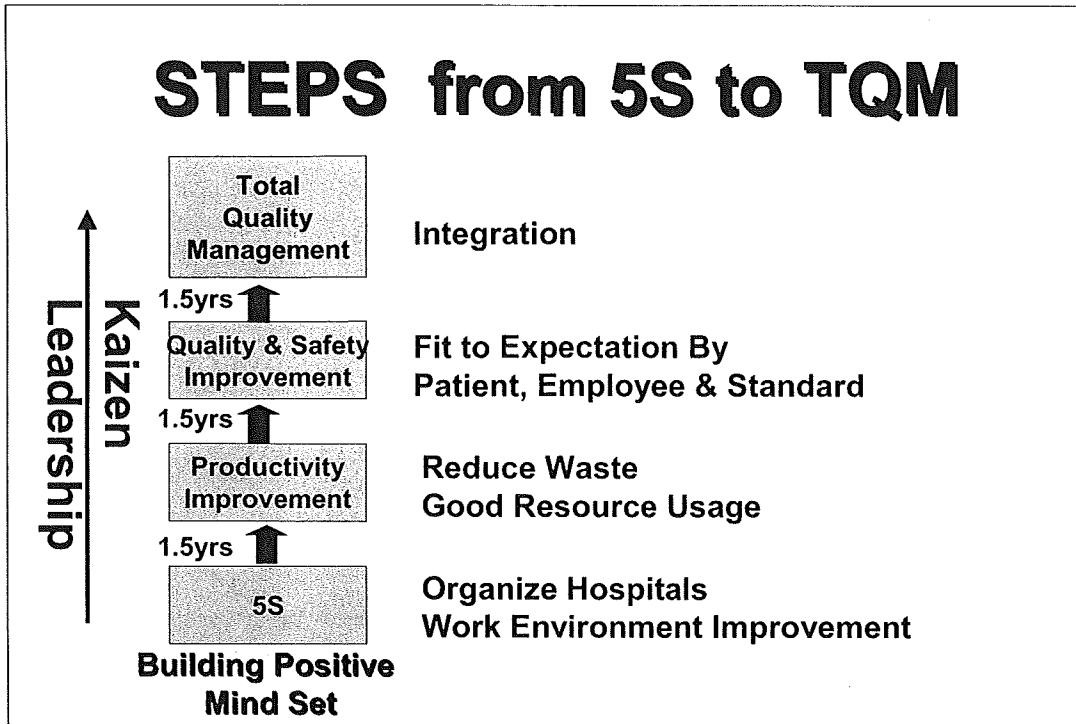 STEPS from 5S to TQM
Total
Quality
Management
Integration
1.5yrs
Quality & Safety
Improvement
Fit to Expectation By
Patient, Employee & Standard
1.5yrs
Productivity
Improvement
Reduce Waste
Good Resource Usage
1.5yrs
5S
Organize Hospitals
Work Environment Improvement
Building Positive
Mind Set
Kaizen
Leadership